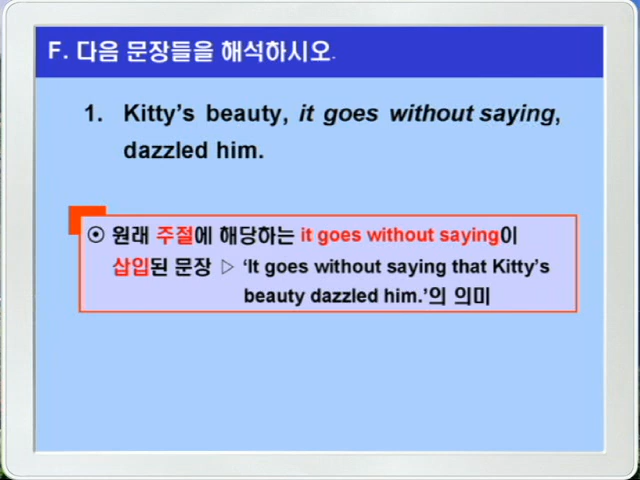 F. 다음 문장들을 해석하시오.
1. Kitty’s beauty, it goes without saying,
dazzled him.
⊙ 원래 주절에 해당하는 it goes without saying이
삽입된 문장 ▷ ‘It goes without saying that Kitty’s
beauty dazzled him.’의 의미